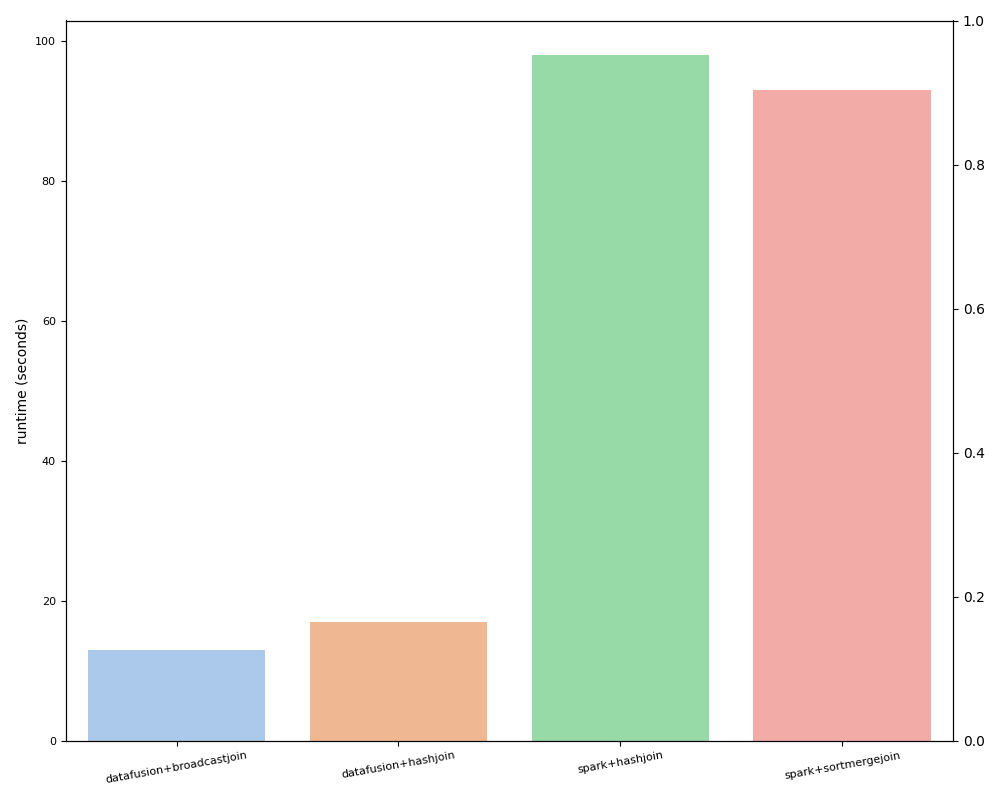 runtime (seconds)
100
80
60
40
20
0
1.0
0.8
0.6
0.4
0.2
0.0
datafusion+broadcastjoin
datafusion+hashjoin
spark+hashjoin
spark+sortmergejoin